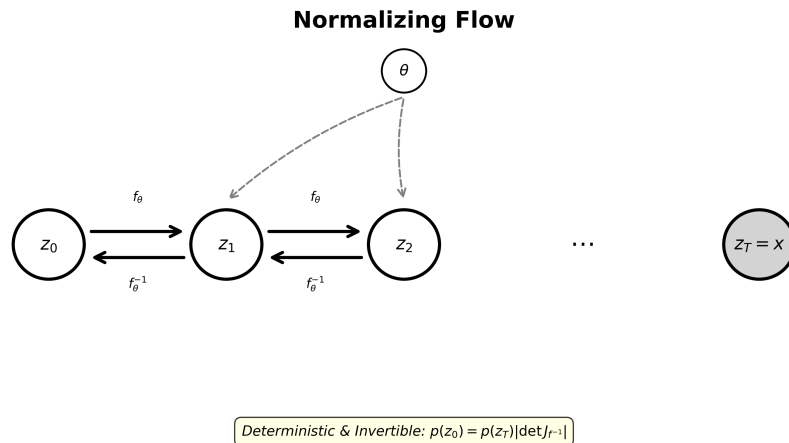 Normalizing Flow
θ
f_θ f_θ
z_0 z_1 z_2 ... z_T = x
f_θ^{-1} f_θ^{-1}
Deterministic & Invertible: p(z_0) = p(z_T)|det J_{f^{-1}}|